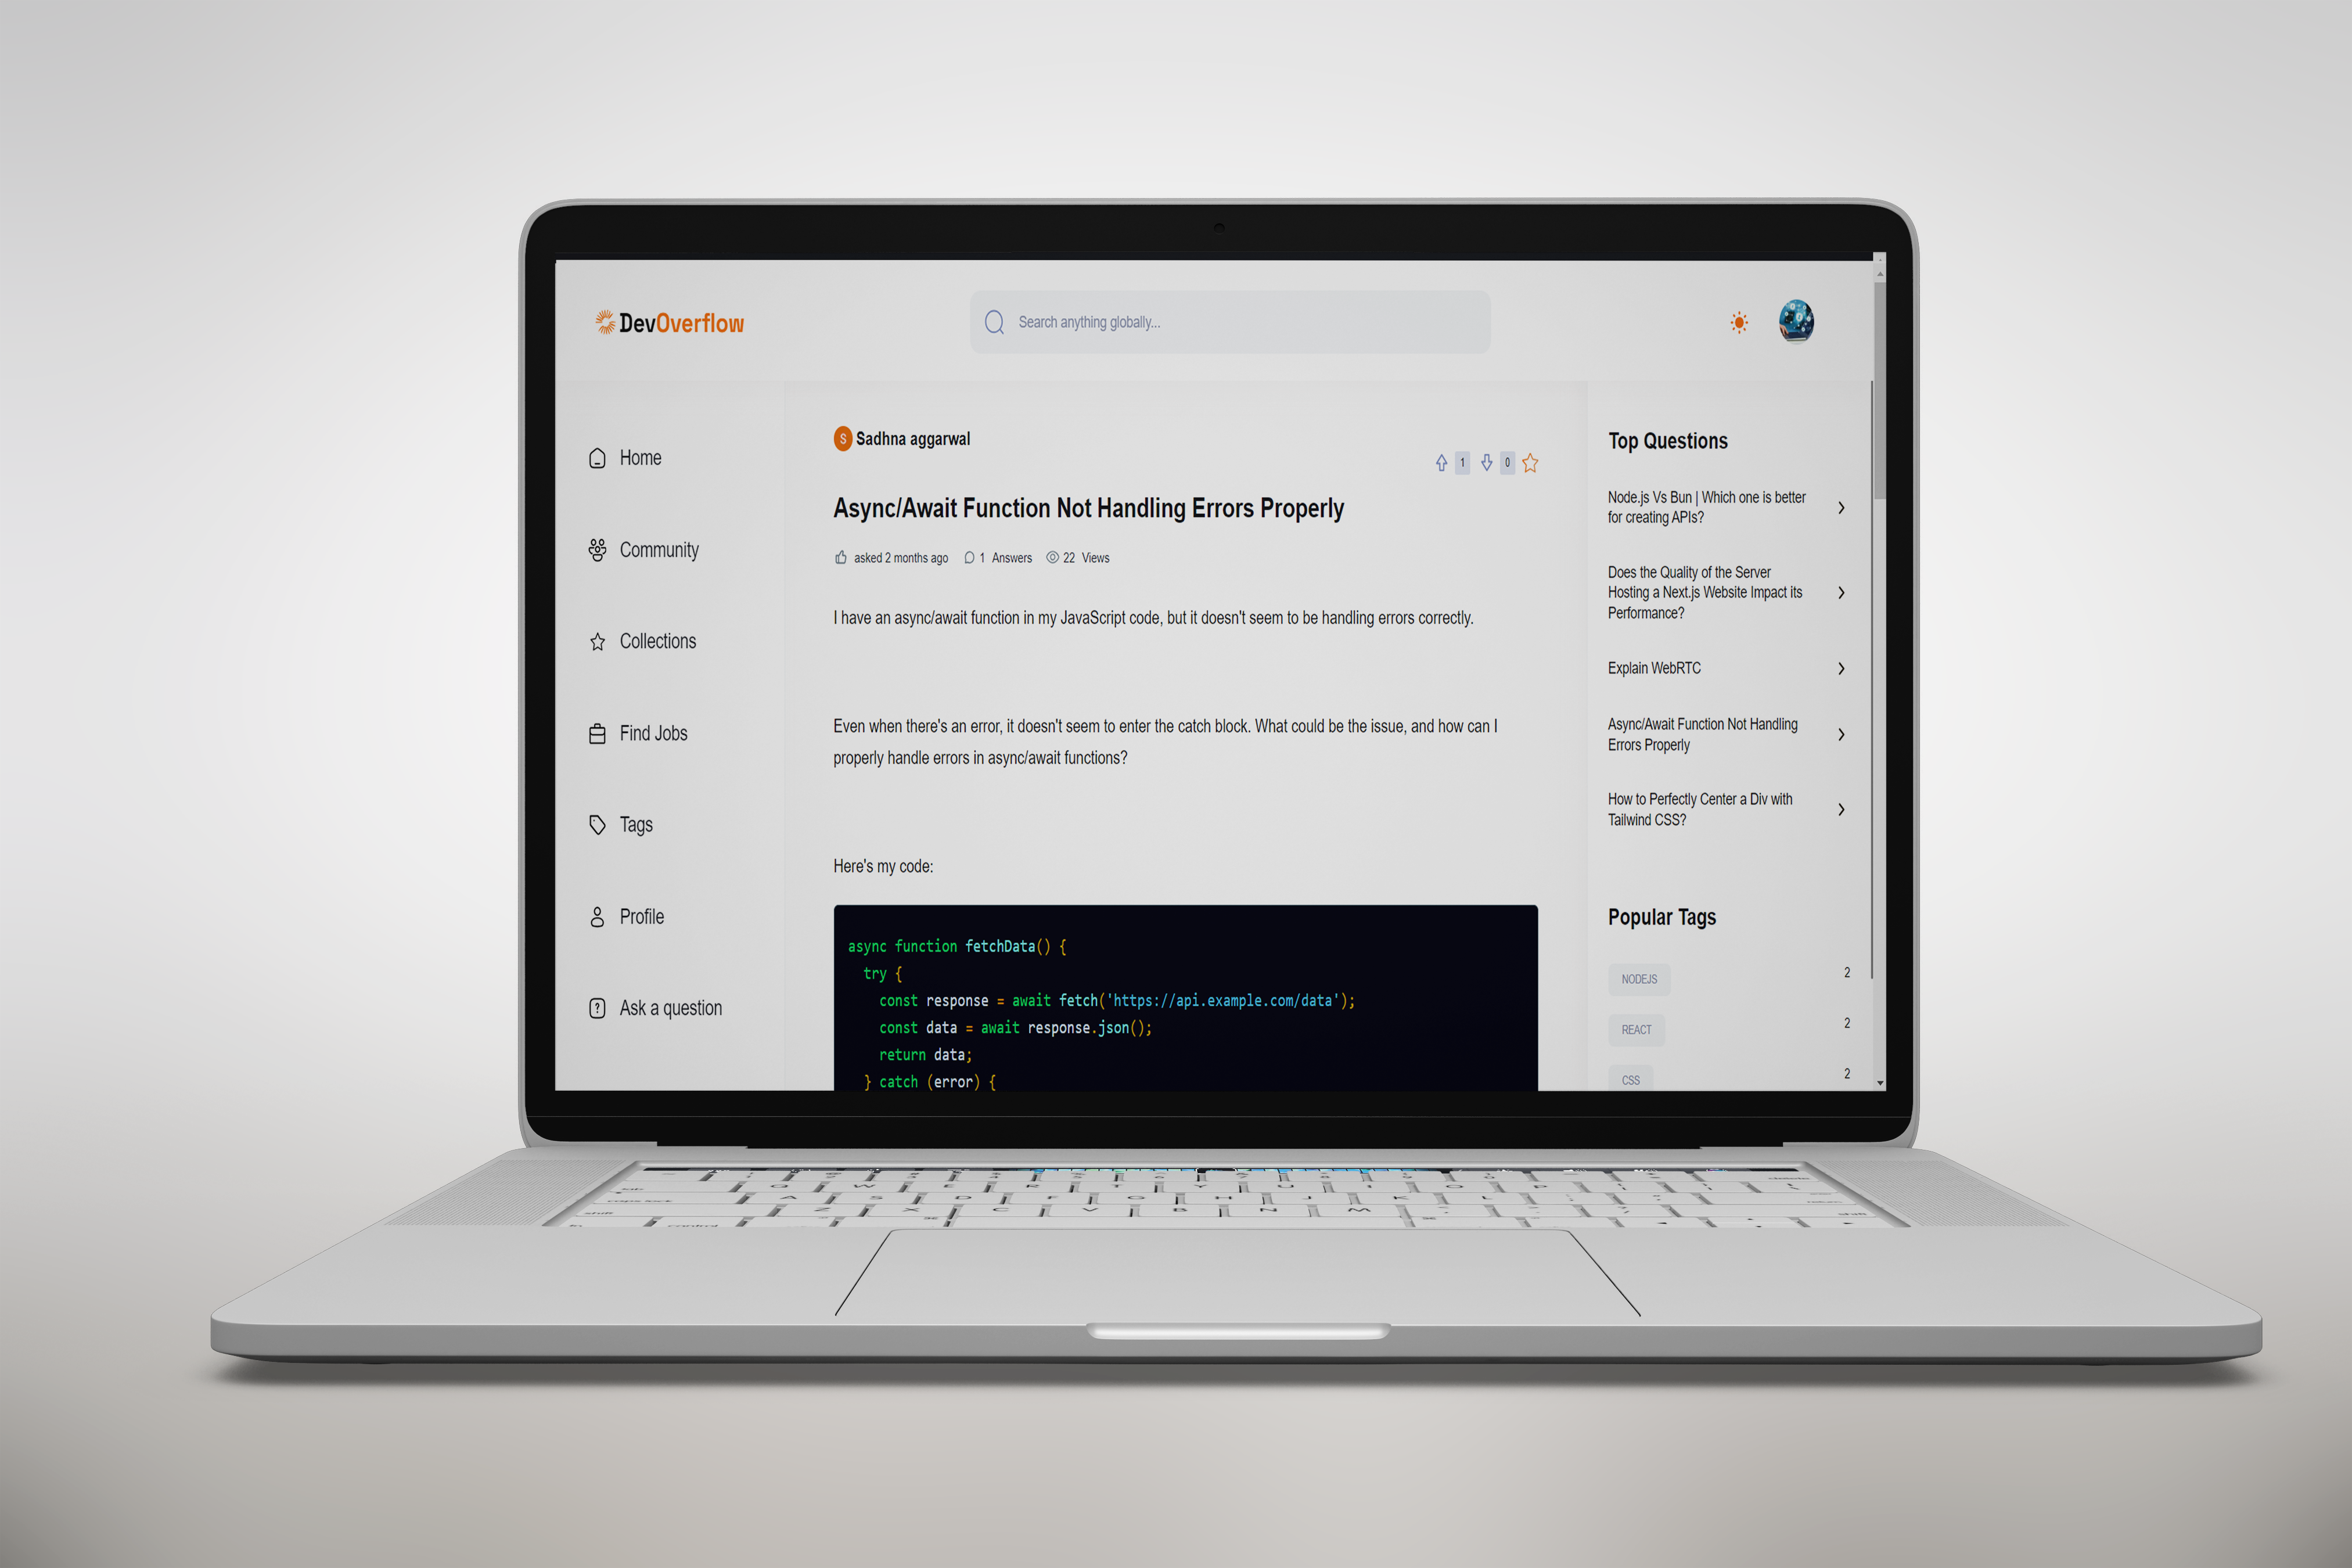 DevOverflow
Search anything globally...
Home
Community
Collections
Find Jobs
Tags
Profile
Ask a question
S Sadhna aggarwal
1 0
Async/Await Function Not Handling Errors Properly
asked 2 months ago 1 Answers 22 Views
I have an async/await function in my JavaScript code, but it doesn't seem to be handling errors correctly.
Even when there's an error, it doesn't seem to enter the catch block. What could be the issue, and how can I
properly handle errors in async/await functions?
Here's my code:
async function fetchData() {
try {
const response = await fetch('https://api.example.com/data');
const data = await response.json();
return data;
} catch (error) {
Top Questions
Node.js Vs Bun | Which one is better
for creating APIs?
Does the Quality of the Server
Hosting a Next.js Website Impact its
Performance?
Explain WebRTC
Async/Await Function Not Handling
Errors Properly
How to Perfectly Center a Div with
Tailwind CSS?
Popular Tags
NODEJS 2
REACT 2
CSS 2
Q W E R T Y U I O P
caps lock A S D F G H J K L
shift Z X C V B N M shift
fn control